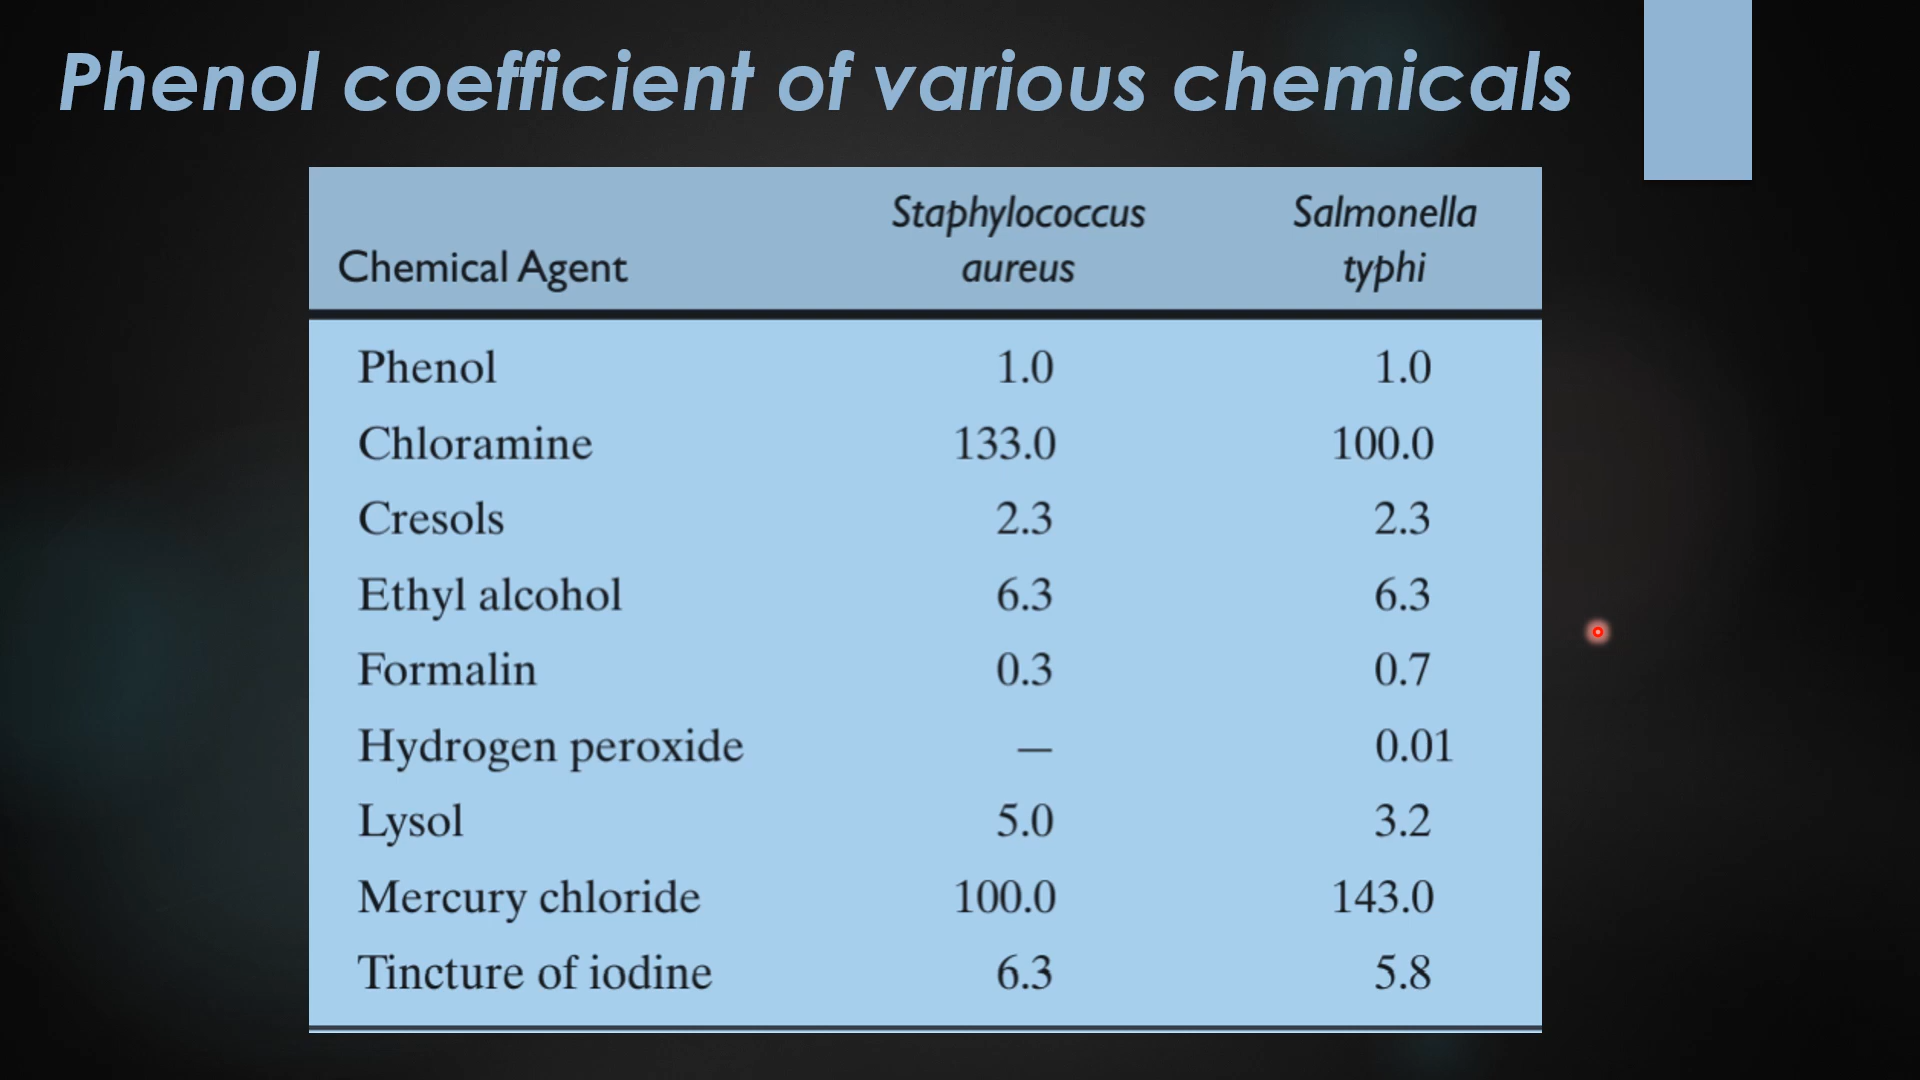 Phenol coefficient of various chemicals
Chemical Agent Staphylococcus aureus Salmonella typhi
Phenol 1.0 1.0
Chloramine 133.0 100.0
Cresols 2.3 2.3
Ethyl alcohol 6.3 6.3
Formalin 0.3 0.7
Hydrogen peroxide — 0.01
Lysol 5.0 3.2
Mercury chloride 100.0 143.0
Tincture of iodine 6.3 5.8